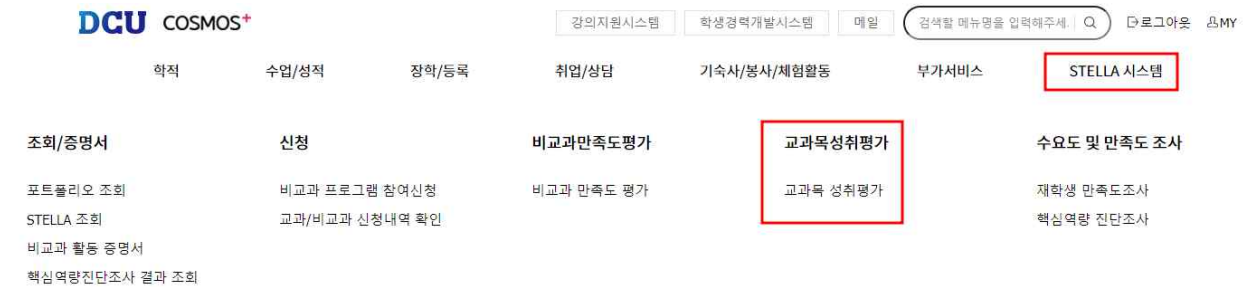 DCU COSMOS+ 강의지원시스템 학생경력개발시스템 메일 검색할 메뉴명을 입력해주세. 로그아웃 MY
학적 수업/성적 장학/등록 취업/상담 기숙사/봉사/체험활동 부가서비스 STELLA 시스템
조회/증명서 신청 비교과만족도평가 교과목성취평가 수요도 및 만족도 조사
포트폴리오 조회 비교과 프로그램 참여신청 비교과 만족도 평가 교과목 성취평가 재학생 만족도조사
STELLA 조회 교과/비교과 신청내역 확인 핵심역량 진단조사
비교과 활동 증명서
핵심역량진단조사 결과 조회